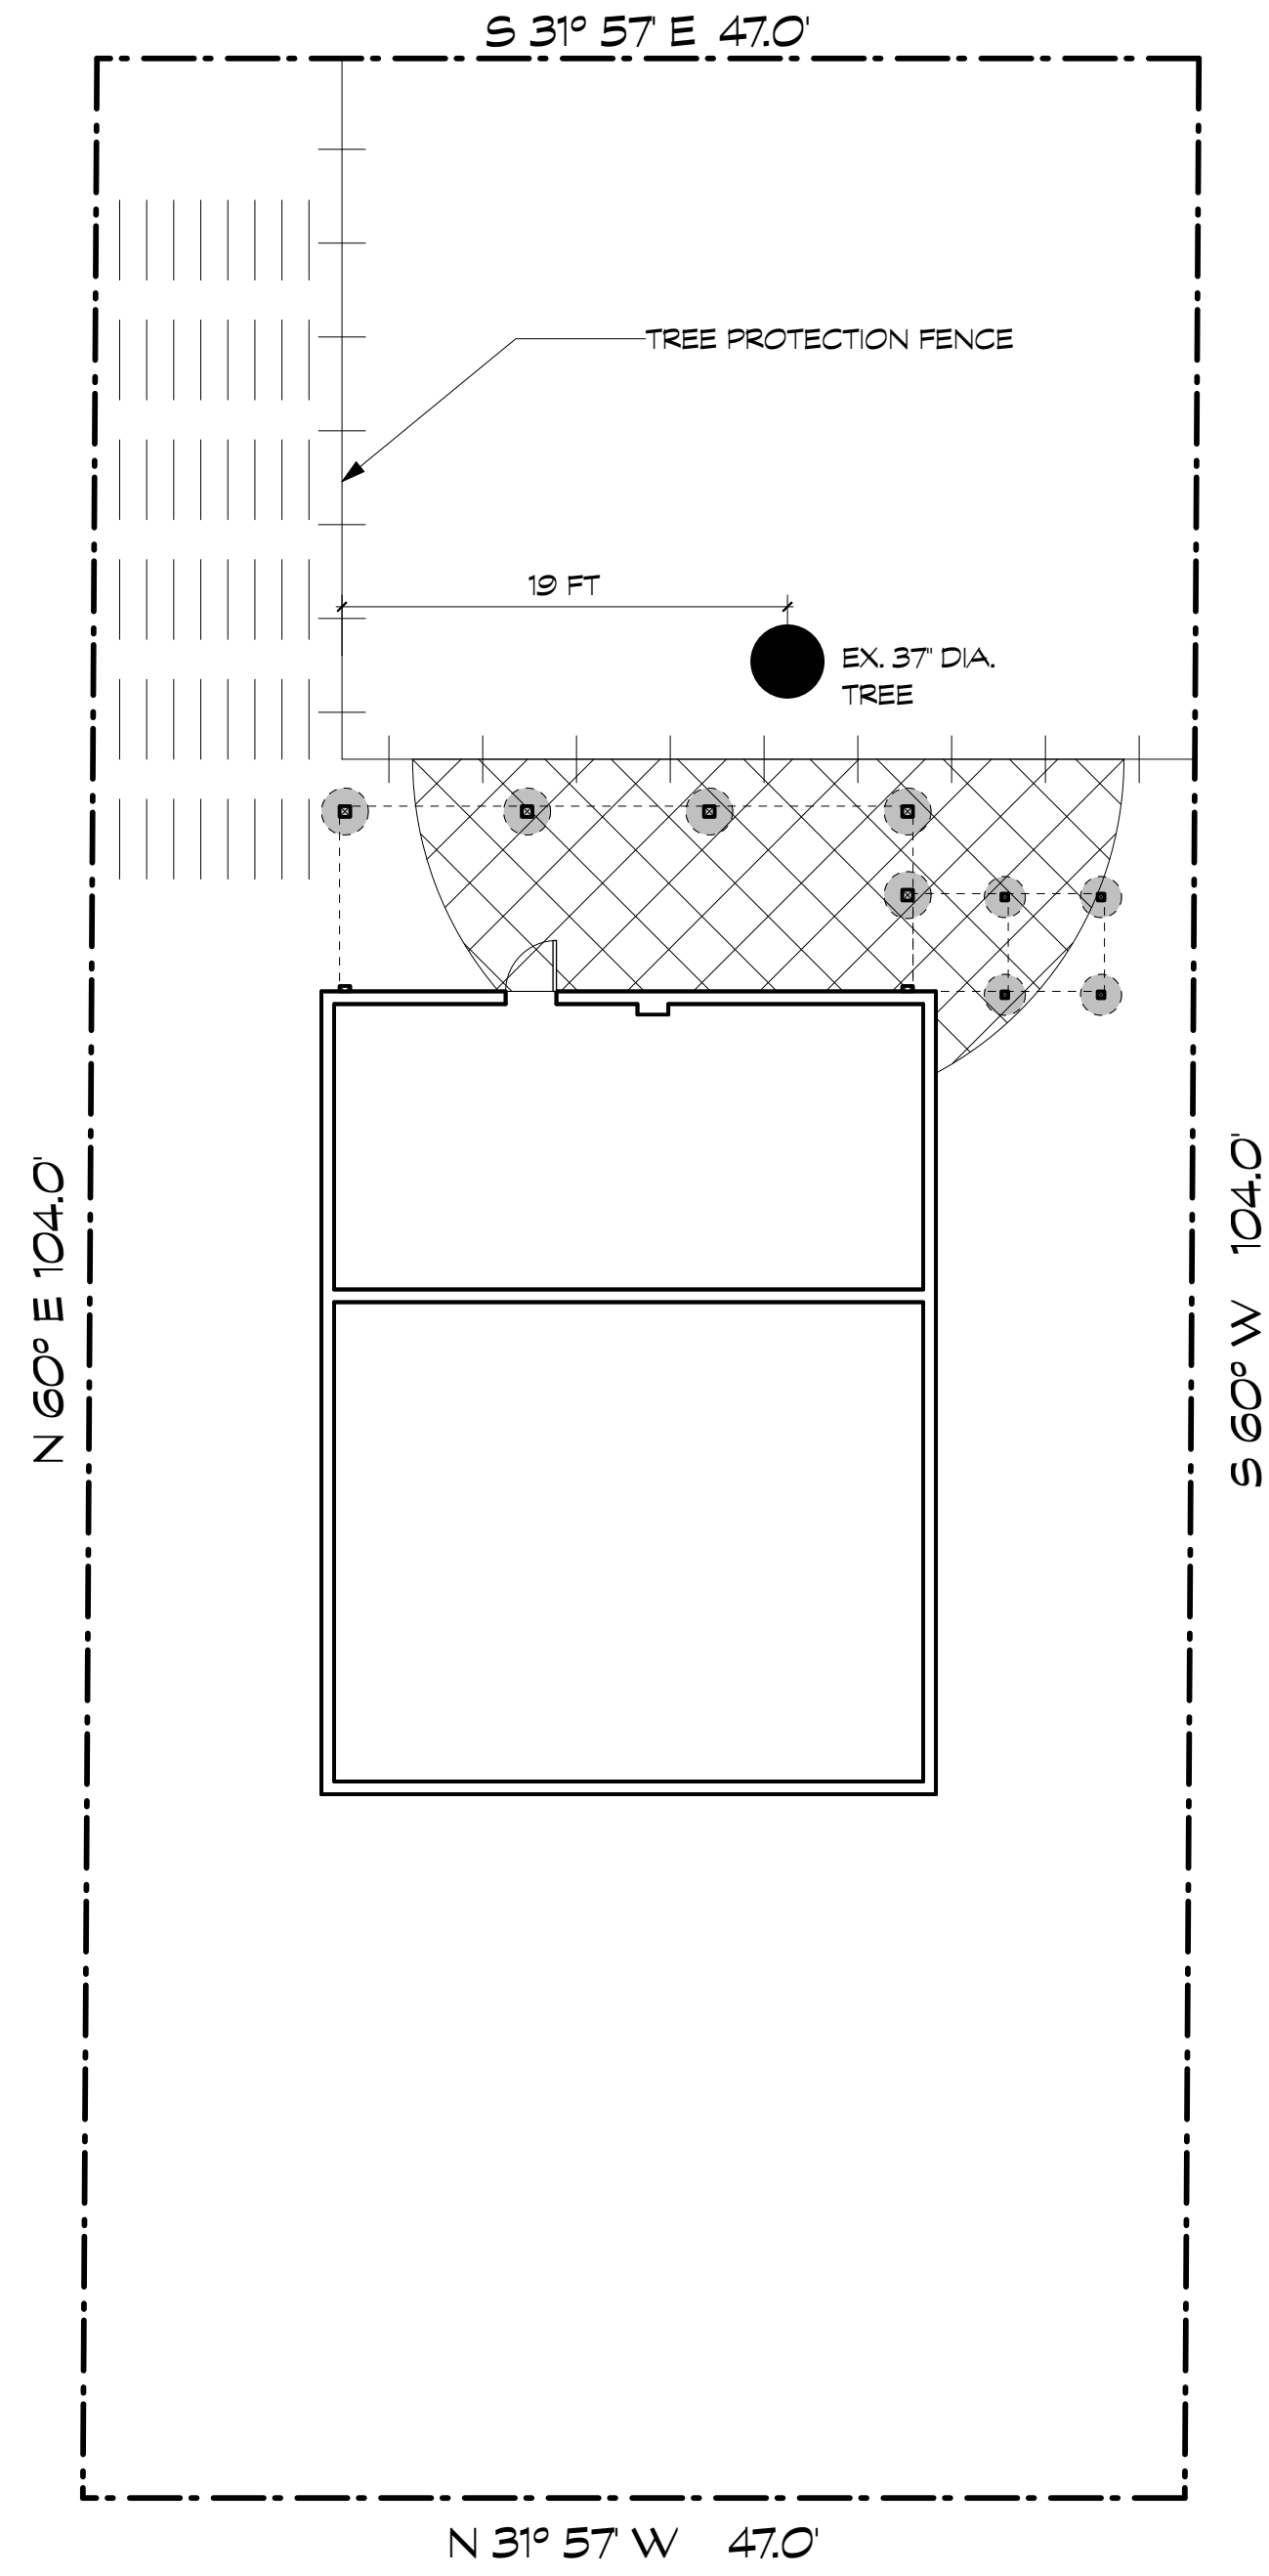 S 31° 57' E 47.0'
TREE PROTECTION FENCE
19 FT
EX. 37" DIA.
TREE
N 60° E 104.0'
S 60° W 104.0'
N 31° 57' W 47.0'